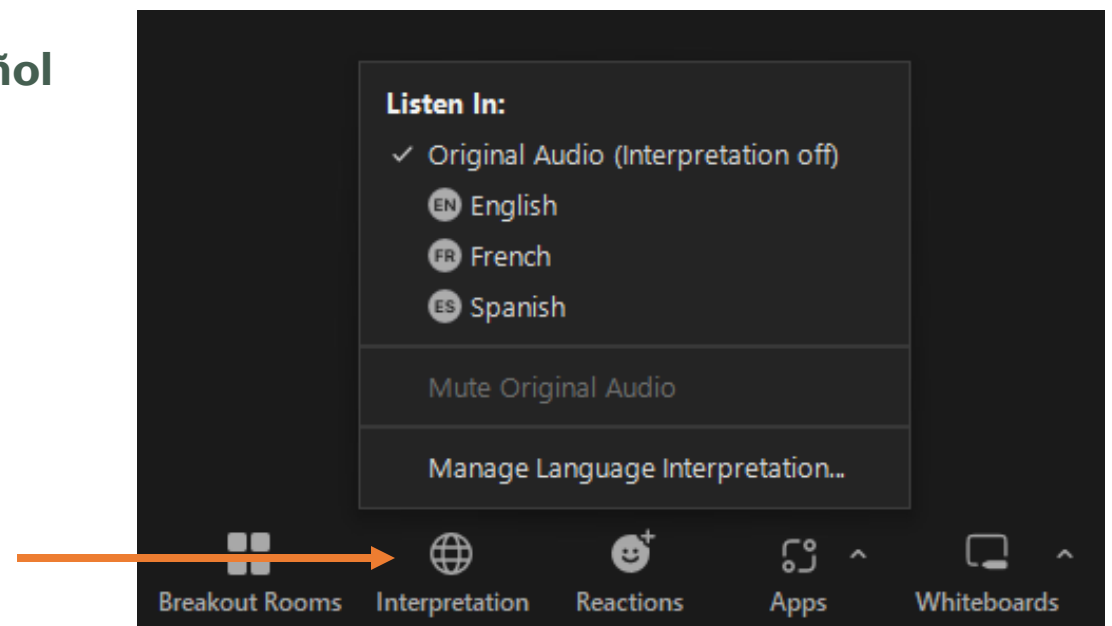 ñol
Listen In:
Original Audio (Interpretation off)
EN English
FR French
ES Spanish
Mute Original Audio
Manage Language Interpretation...
Breakout Rooms Interpretation Reactions Apps Whiteboards